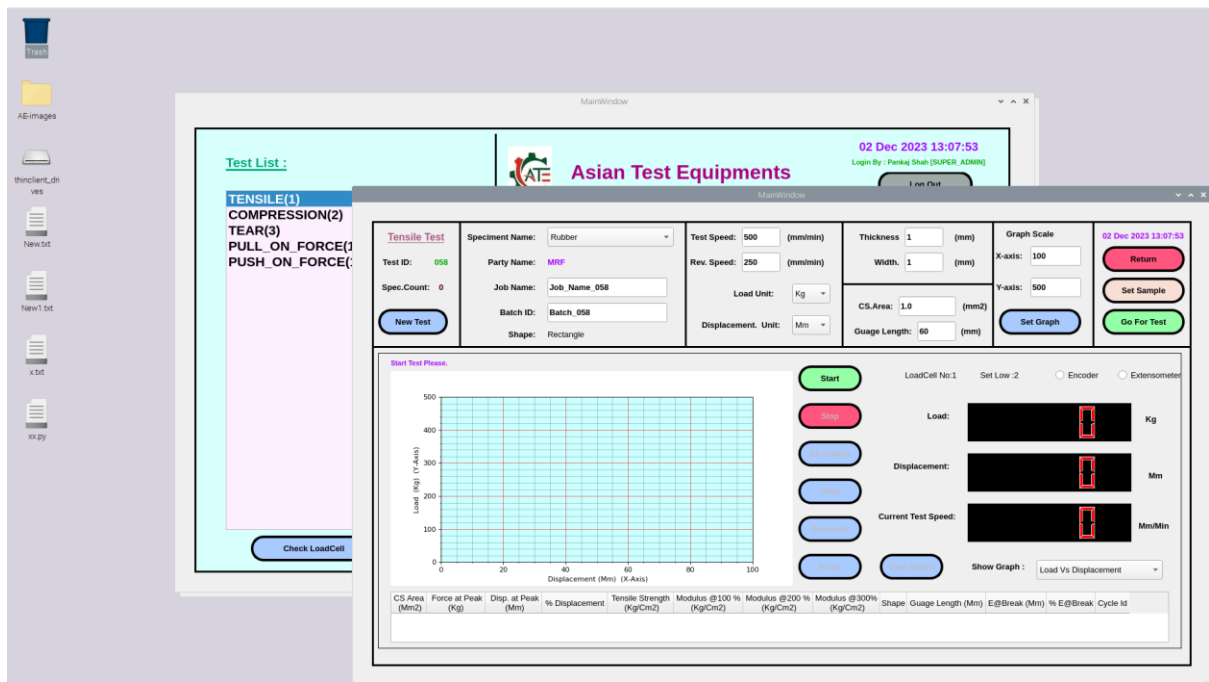 Trash
AE-images
thinclient_dri
ves
New.txt
New1.txt
x.txt
xx.py
MainWindow
Test List :
ATE
Asian Test Equipments
02 Dec 2023 13:07:53
Login By : Pankaj Shah [SUPER_ADMIN]
Log Out
TENSILE(1)
COMPRESSION(2)
TEAR(3)
PULL_ON_FORCE(1
PUSH_ON_FORCE(
Check LoadCell
MainWindow
Tensile Test
Test ID: 058
Spec.Count: 0
New Test
Speciment Name: Rubber
Party Name: MRF
Job Name: Job_Name_058
Batch ID: Batch_058
Shape: Rectangle
Test Speed: 500 (mm/min)
Rev. Speed: 250 (mm/min)
Load Unit: Kg
Displacement. Unit: Mm
Thickness 1 (mm)
Width. 1 (mm)
CS.Area: 1.0 (mm2)
Guage Length: 60 (mm)
Graph Scale
X-axis: 100
Y-axis: 500
Set Graph
02 Dec 2023 13:07:53
Return
Set Sample
Go For Test
Start Test Please.
500
400
300
200
100
0
Load (Kg) (Y-Axis)
0 20 40 60 80 100
Displacement (Mm) (X-Axis)
Start
Stop
LoadCell No:1 Set Low :2 Encoder Extensometer
Load: 0 Kg
Displacement: 0 Mm
Current Test Speed: 0 Mm/Min
Show Graph : Load Vs Displacement
CS Area (Mm2)
Force at Peak (Kg)
Disp. at Peak (Mm)
% Displacement
Tensile Strength (Kg/Cm2)
Modulus @100 % (Kg/Cm2)
Modulus @200 % (Kg/Cm2)
Modulus @300% (Kg/Cm2)
Shape
Guage Length (Mm)
E@Break (Mm)
% E@Break
Cycle Id